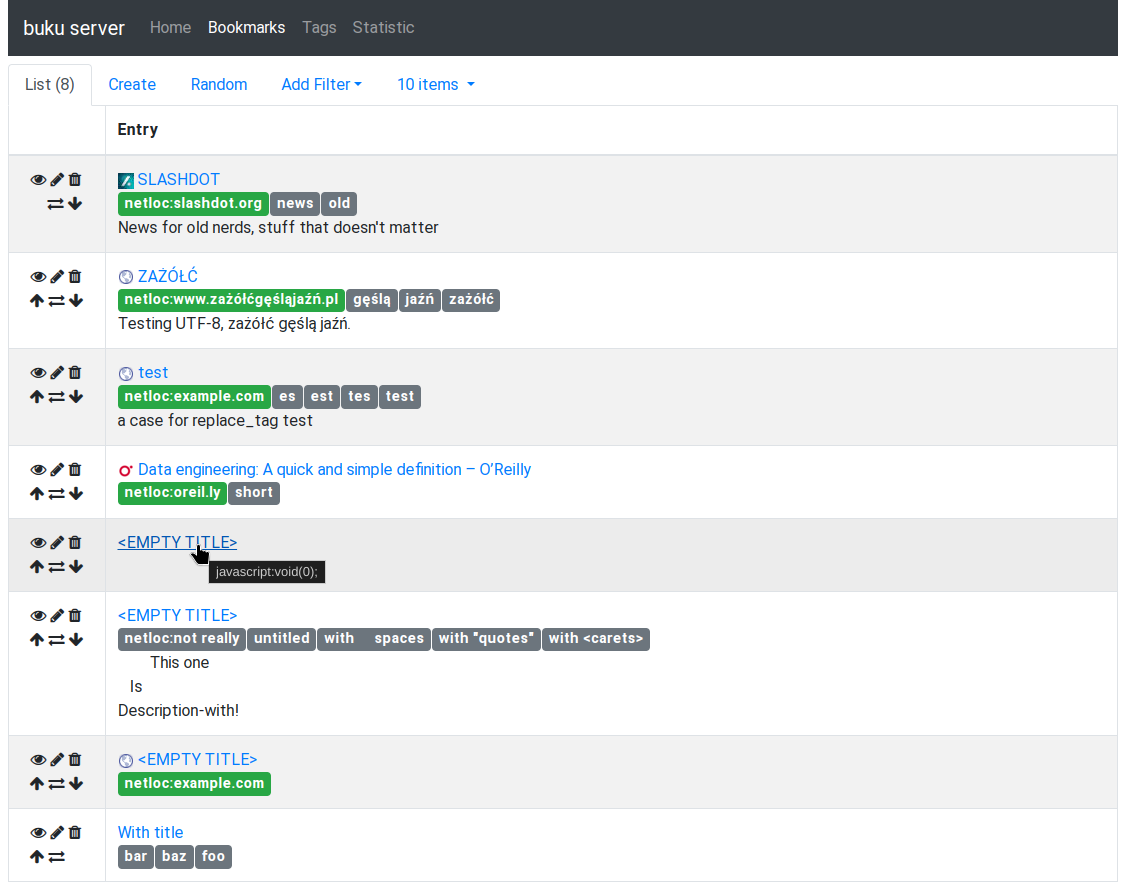 buku server Home Bookmarks Tags Statistic
List (8) Create Random Add Filter 10 items
Entry
SLASHDOT
netloc:slashdot.org news old
News for old nerds, stuff that doesn't matter
ZAŻÓŁĆ
netloc:www.zażółćgęśląjaźń.pl gęślą jaźń zażółć
Testing UTF-8, zażółć gęślą jaźń.
test
netloc:example.com es est tes test
a case for replace_tag test
Data engineering: A quick and simple definition – O’Reilly
netloc:oreil.ly short
<EMPTY TITLE>
javascript:void(0);
<EMPTY TITLE>
netloc:not really untitled with     spaces with "quotes" with <carets>
This one
Is
Description-with!
<EMPTY TITLE>
netloc:example.com
With title
bar baz foo